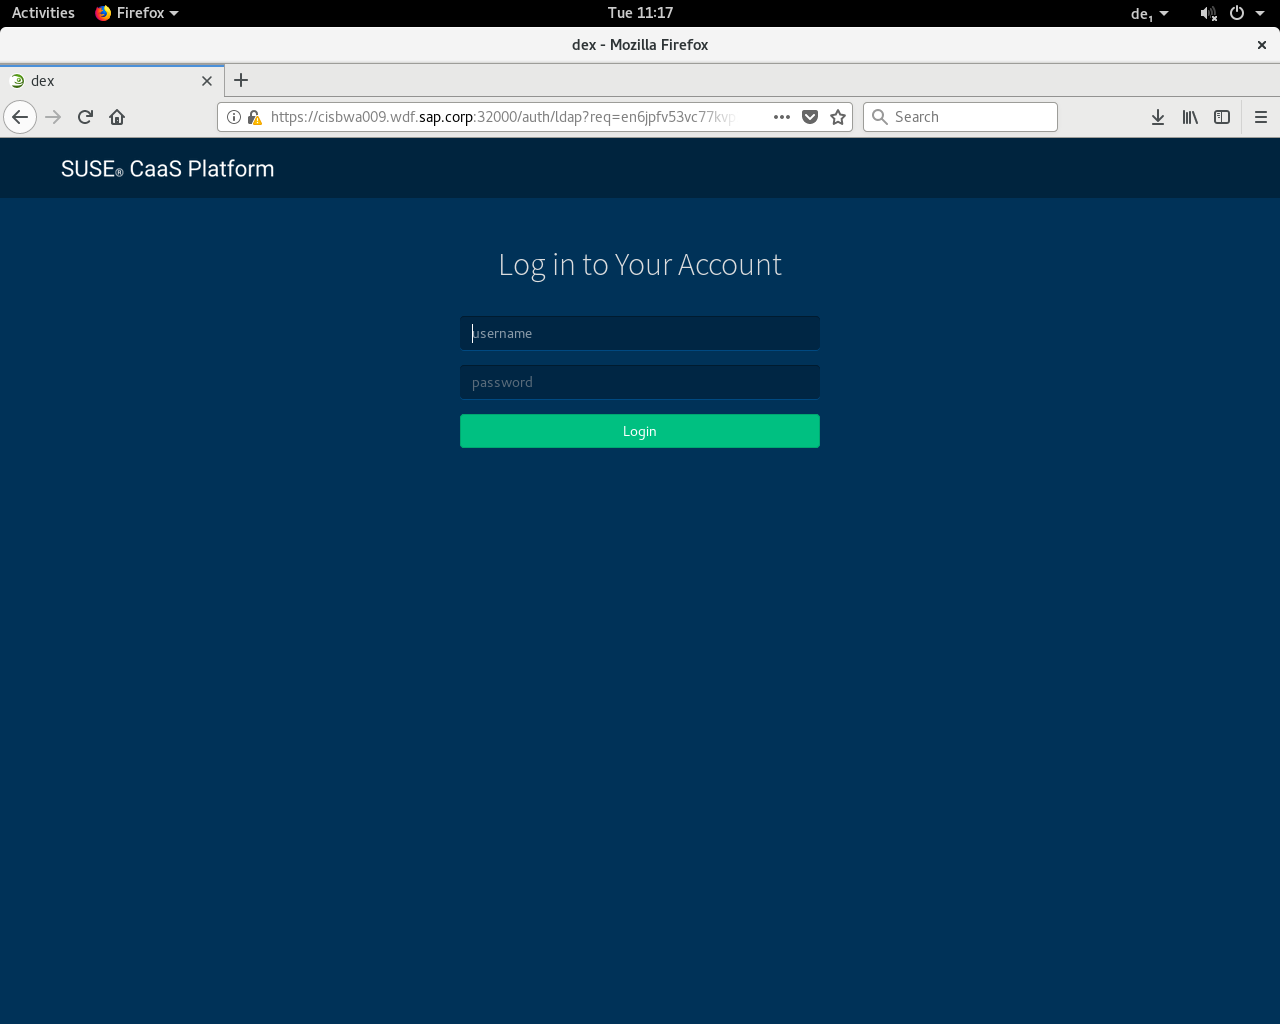 Activities Firefox Tue 11:17 de₁
dex - Mozilla Firefox
dex
https://cisbwa009.wdf.sap.corp:32000/auth/ldap?req=en6jpfv53vc77kvp Search
SUSE® CaaS Platform
Log in to Your Account
username
password
Login